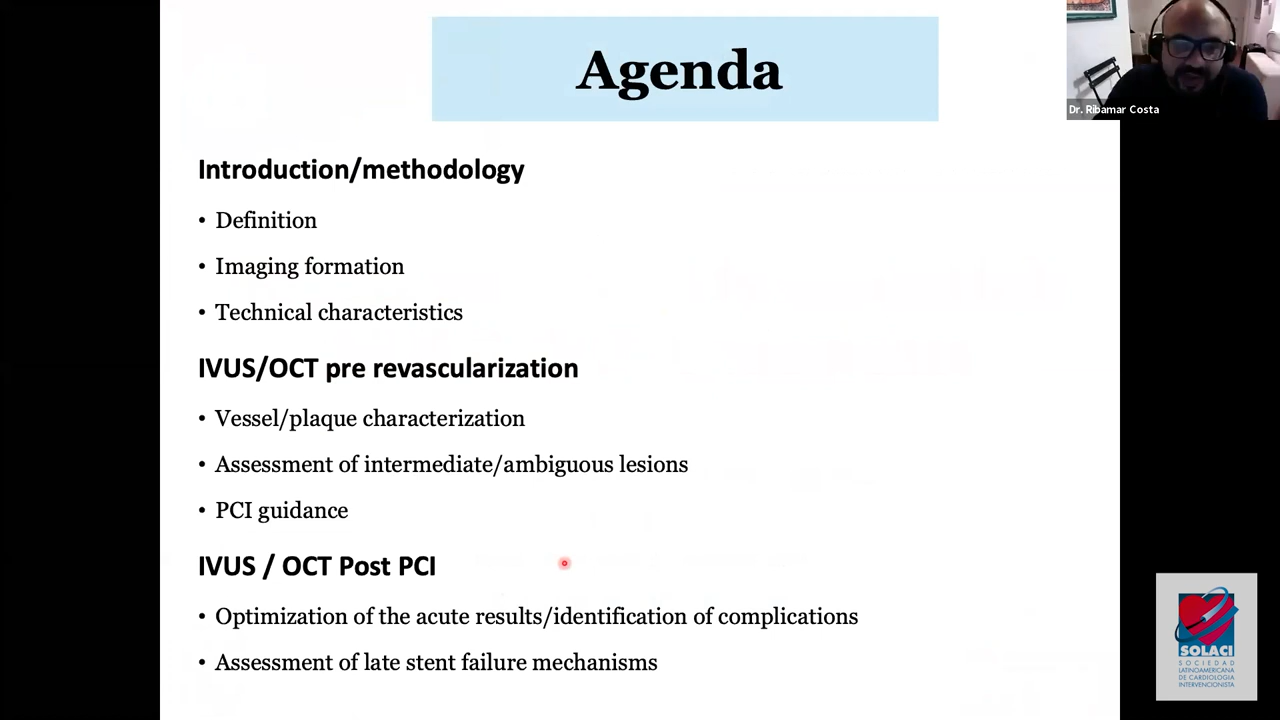 Agenda
Dr. Ribamar Costa
Introduction/methodology
• Definition
• Imaging formation
• Technical characteristics
IVUS/OCT pre revascularization
• Vessel/plaque characterization
• Assessment of intermediate/ambiguous lesions
• PCI guidance
IVUS / OCT Post PCI
• Optimization of the acute results/identification of complications
• Assessment of late stent failure mechanisms
SOLACI
SOCIEDAD
LATINOAMERICANA
DE CARDIOLOGIA
INTERVENCIONISTA